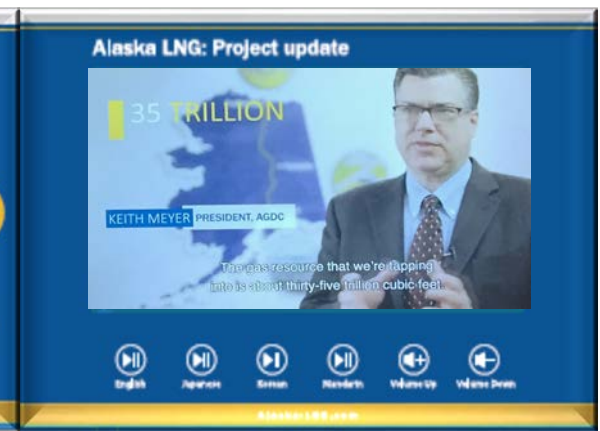 Alaska LNG: Project update
35 TRILLION
KEITH MEYER PRESIDENT, AGDC
The gas resource that we're tapping
into is about thirty-five trillion cubic feet
English Japanese Korean Mandarin Volume Up Volume Down